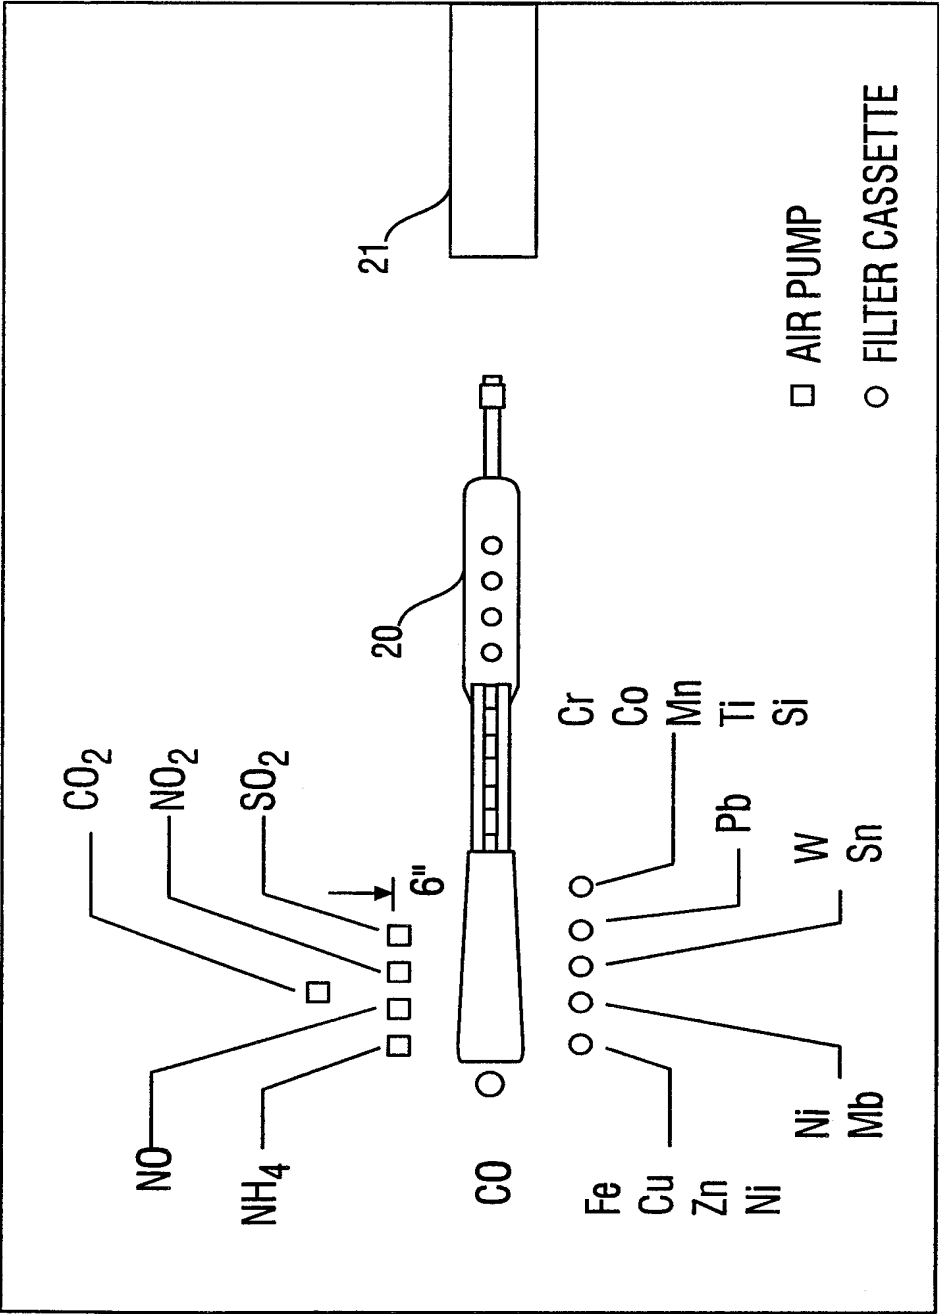 CO₂
NO₂
SO₂
NO
NH₄
6"
20
21
CO
Cr
Co
Mn
Ti
Si
Pb
W
Sn
Ni
Mb
Fe
Cu
Zn
Ni
AIR PUMP
FILTER CASSETTE